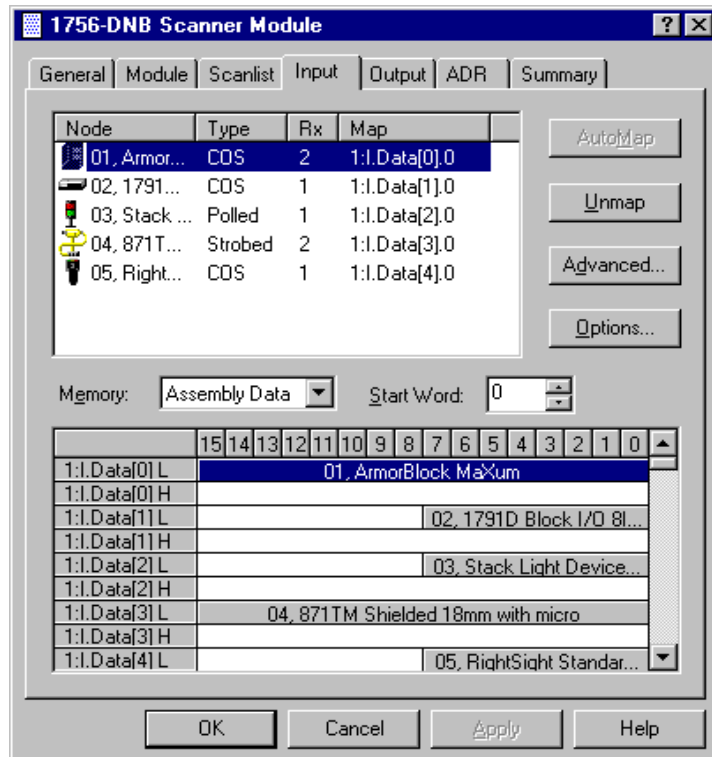 1756-DNB Scanner Module
General Module Scanlist Input Output ADR Summary
Node Type Rx Map
01, Armor... COS 2 1:I.Data[0].0
02, 1791... COS 1 1:I.Data[1].0
03, Stack ... Polled 1 1:I.Data[2].0
04, 871T... Strobed 2 1:I.Data[3].0
05, Right... COS 1 1:I.Data[4].0
AutoMap
Unmap
Advanced...
Options...
Memory: Assembly Data Start Word: 0
15 14 13 12 11 10 9 8 7 6 5 4 3 2 1 0
1:I.Data[0] L 01, ArmorBlock MaXum
1:I.Data[0] H
1:I.Data[1] L 02, 1791D Block I/O 8I...
1:I.Data[1] H
1:I.Data[2] L 03, Stack Light Device...
1:I.Data[2] H
1:I.Data[3] L 04, 871TM Shielded 18mm with micro
1:I.Data[3] H
1:I.Data[4] L 05, RightSight Standar...
OK Cancel Apply Help